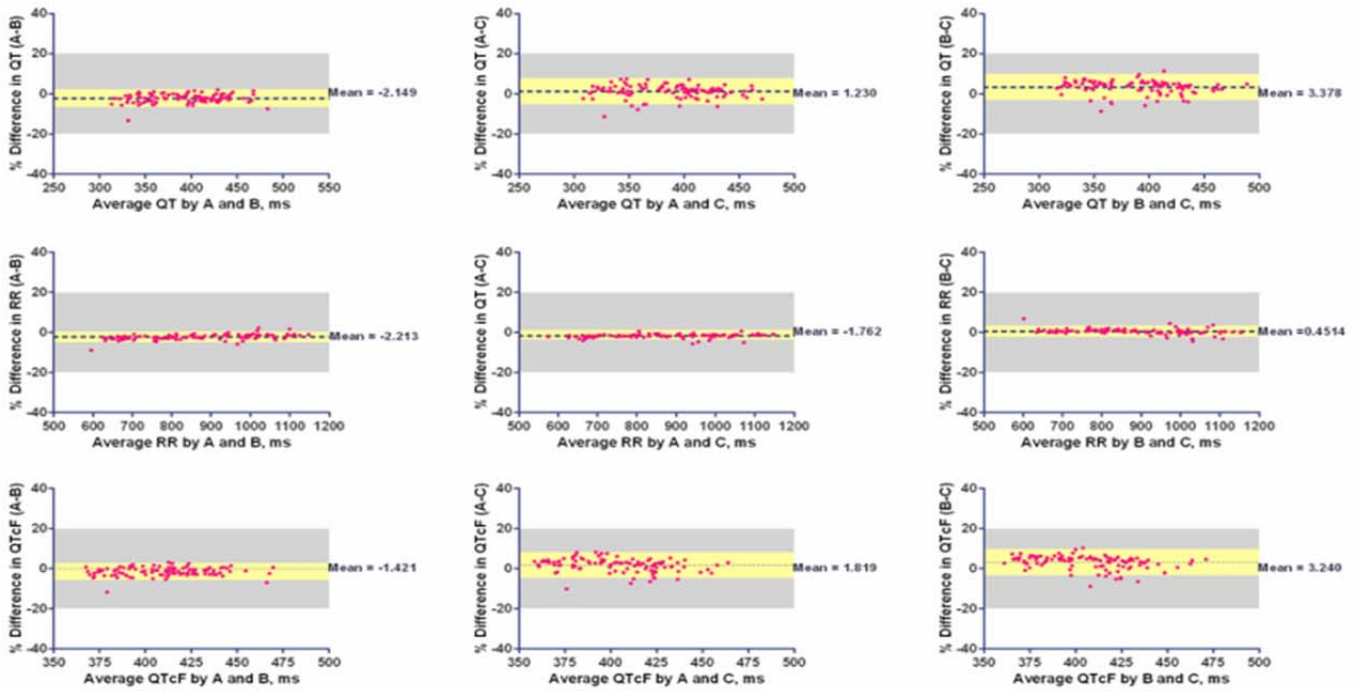 % Difference in QT (A-B)
40
20
0
-20
-40
250 300 350 400 450 500 550
Average QT by A and B, ms
Mean = -2.149
% Difference in QT (A-C)
40
20
0
-20
-40
250 300 350 400 450 500
Average QT by A and C, ms
Mean = 1.230
% Difference in QT (B-C)
40
20
0
-20
-40
250 300 350 400 450 500
Average QT by B and C, ms
Mean = 3.378
% Difference in RR (A-B)
40
20
0
-20
-40
500 600 700 800 900 1000 1100 1200
Average RR by A and B, ms
Mean = -2.213
% Difference in QT (A-C)
40
20
0
-20
-40
500 600 700 800 900 1000 1100 1200
Average RR by A and C, ms
Mean = -1.762
% Difference in RR (B-C)
40
20
0
-20
-40
500 600 700 800 900 1000 1100 1200
Average RR by B and C, ms
Mean =0.4514
% Difference in QTcF (A-B)
40
20
0
-20
-40
350 375 400 425 450 475 500
Average QTcF by A and B, ms
Mean = -1.421
% Difference in QTcF (A-C)
40
20
0
-20
-40
350 375 400 425 450 475 500
Average QTcF by A and C, ms
Mean = 1.819
% Difference in QTcF (B-C)
40
20
0
-20
-40
350 375 400 425 450 475 500
Average QTcF by B and C, ms
Mean = 3.240